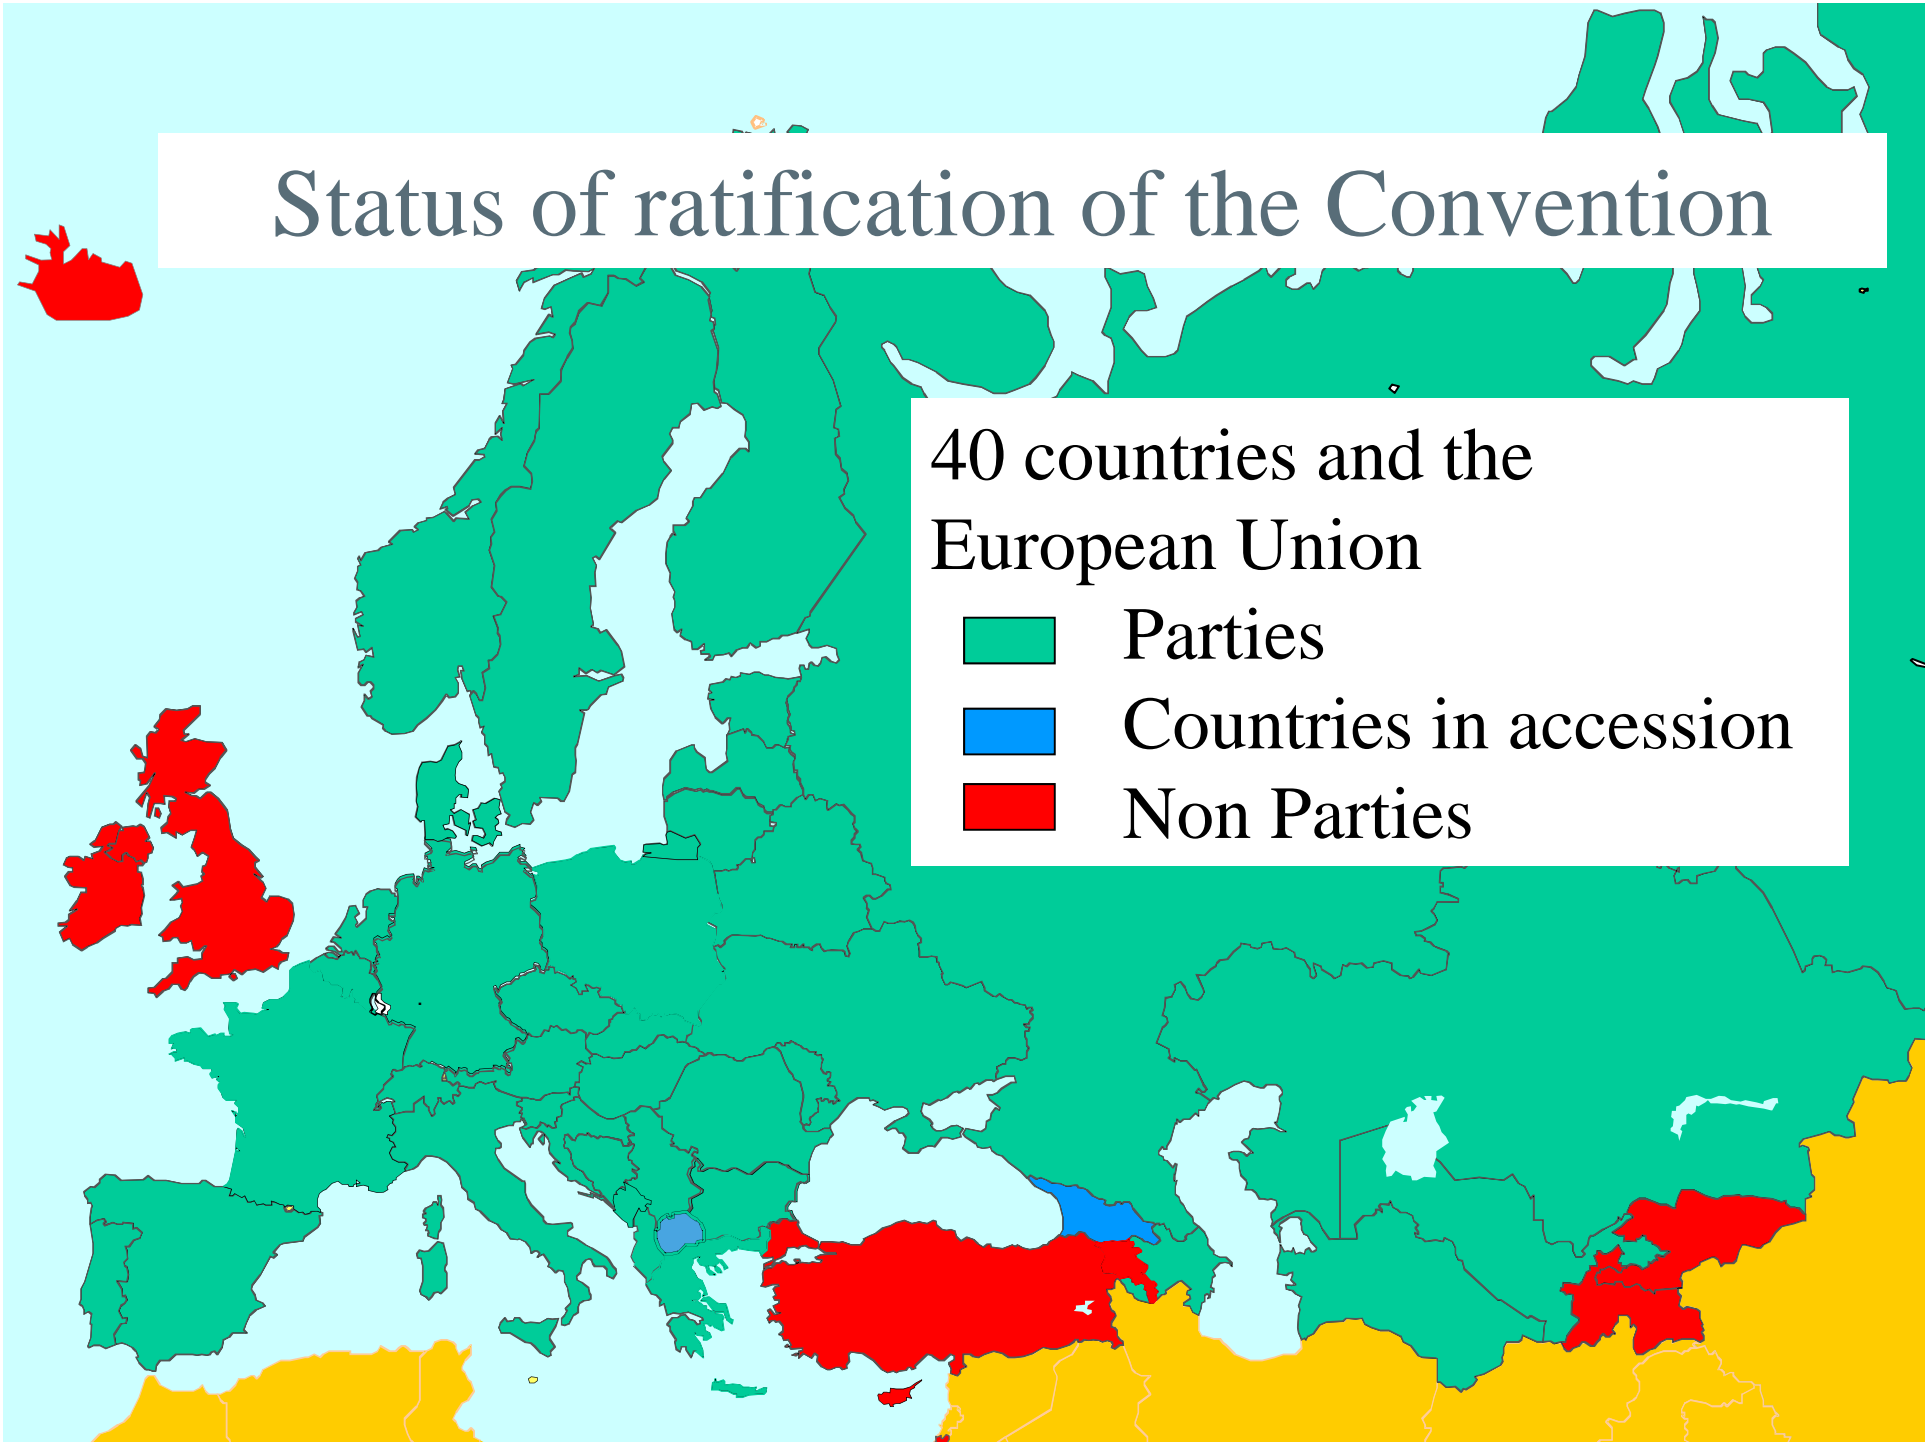 Status of ratification of the Convention
40 countries and the
European Union
Parties
Countries in accession
Non Parties